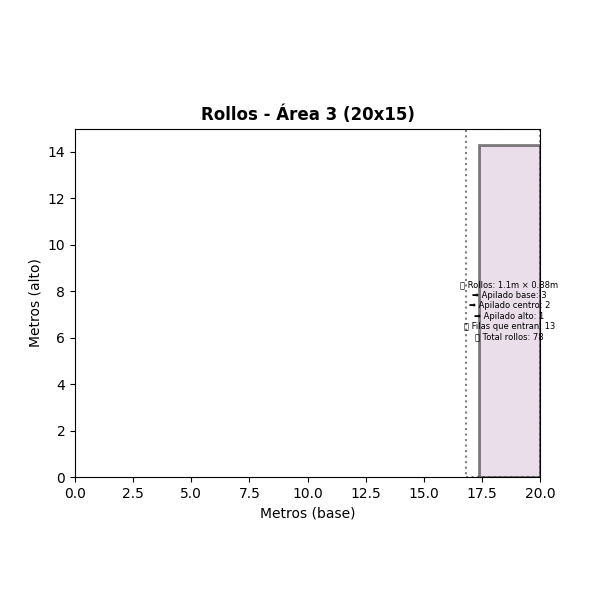 Rollos - Área 3 (20x15)
14
12
10
8
6
4
2
0
Metros (alto)
Rollos: 1.1m × 0.88m
➡ Apilado base: 3
➡ Apilado centro: 2
➡ Apilado alto: 1
Filas que entran: 13
Total rollos: 78
0.0 2.5 5.0 7.5 10.0 12.5 15.0 17.5 20.0
Metros (base)